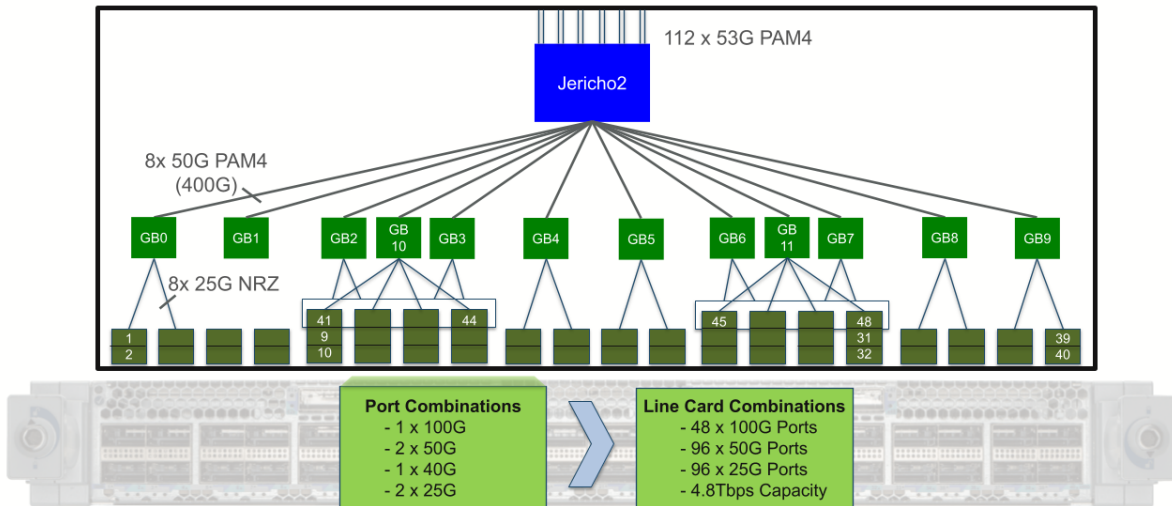 112 x 53G PAM4
Jericho2
8x 50G PAM4
(400G)
GB0
GB1
GB2
GB
10
GB3
GB4
GB5
GB6
GB
11
GB7
GB8
GB9
8x 25G NRZ
41
44
45
48
1
9
31
39
2
10
32
40
Port Combinations
- 1 x 100G
- 2 x 50G
- 1 x 40G
- 2 x 25G
Line Card Combinations
- 48 x 100G Ports
- 96 x 50G Ports
- 96 x 25G Ports
- 4.8Tbps Capacity